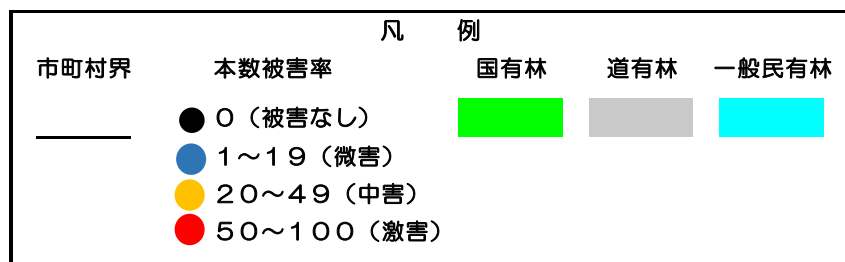 凡　例
市町村界　本数被害率　国有林　道有林　一般民有林
０（被害なし）
１～１９（微害）
２０～４９（中害）
５０～１００（激害）